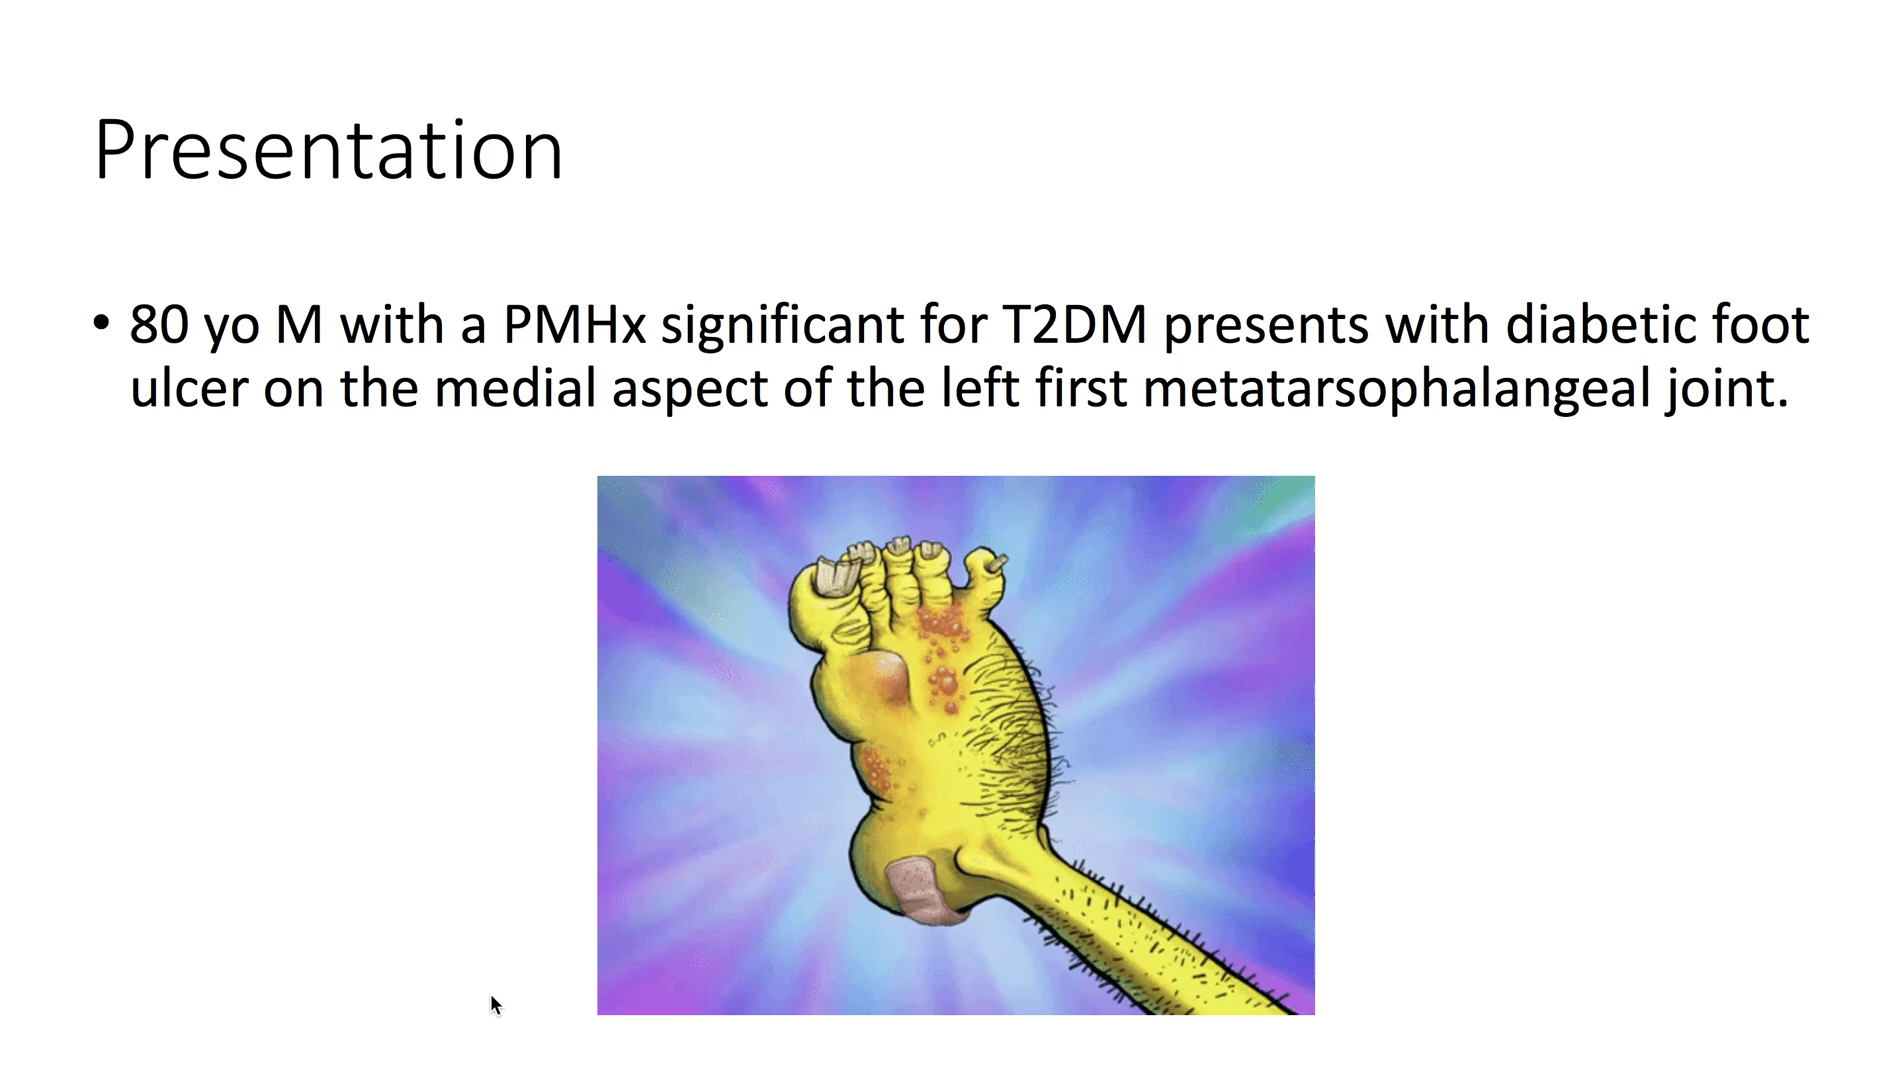 Presentation
• 80 yo M with a PMHx significant for T2DM presents with diabetic foot
ulcer on the medial aspect of the left first metatarsophalangeal joint.